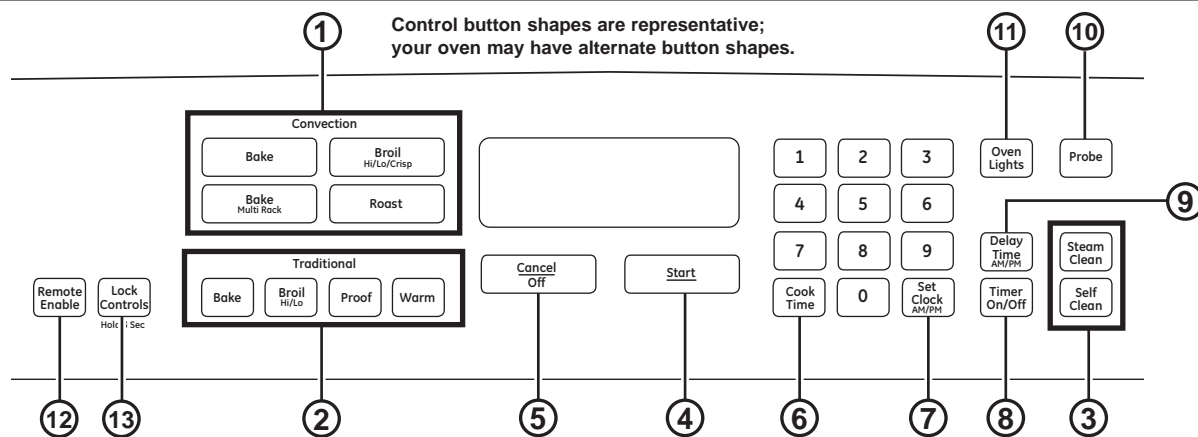 Control button shapes are representative;
your oven may have alternate button shapes.
1
11
10
Convection
Bake
Broil
Hi/Lo/Crisp
Bake
Multi Rack
Roast
1 2 3
4 5 6
7 8 9
0
Oven
Lights
Probe
9
Traditional
Bake
Broil
Hi/Lo
Proof
Warm
Cancel
Off
Start
Cook
Time
Set
Clock
AM/PM
Delay
Time
AM/PM
Timer
On/Off
Steam
Clean
Self
Clean
Remote
Enable
Lock
Controls
Sec
12
13
2
5
4
6
7
8
3